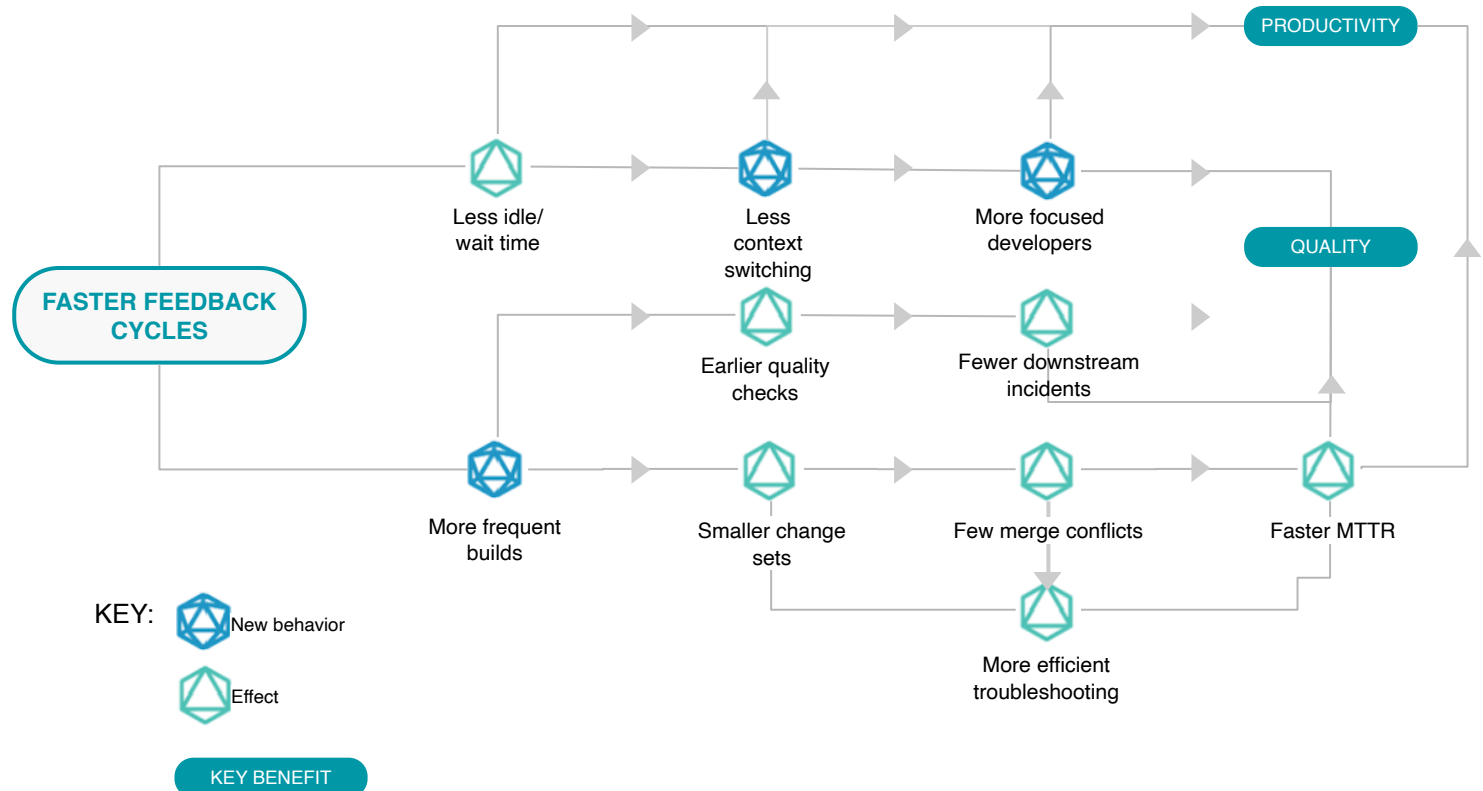 PRODUCTIVITY
Less idle/
wait time
Less
context
switching
More focused
developers
QUALITY
FASTER FEEDBACK
CYCLES
Earlier quality
checks
Fewer downstream
incidents
More frequent
builds
Smaller change
sets
Few merge conflicts
Faster MTTR
More efficient
troubleshooting
KEY:
New behavior
Effect
KEY BENEFIT